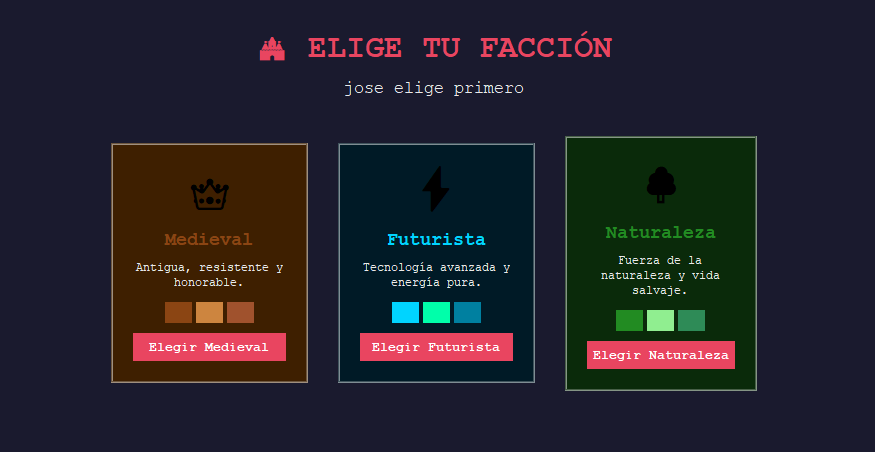 ELIGE TU FACCIÓN
jose elige primero
Medieval
Antigua, resistente y
honorable.
Elegir Medieval
Futurista
Tecnología avanzada y
energía pura.
Elegir Futurista
Naturaleza
Fuerza de la
naturaleza y vida
salvaje.
Elegir Naturaleza